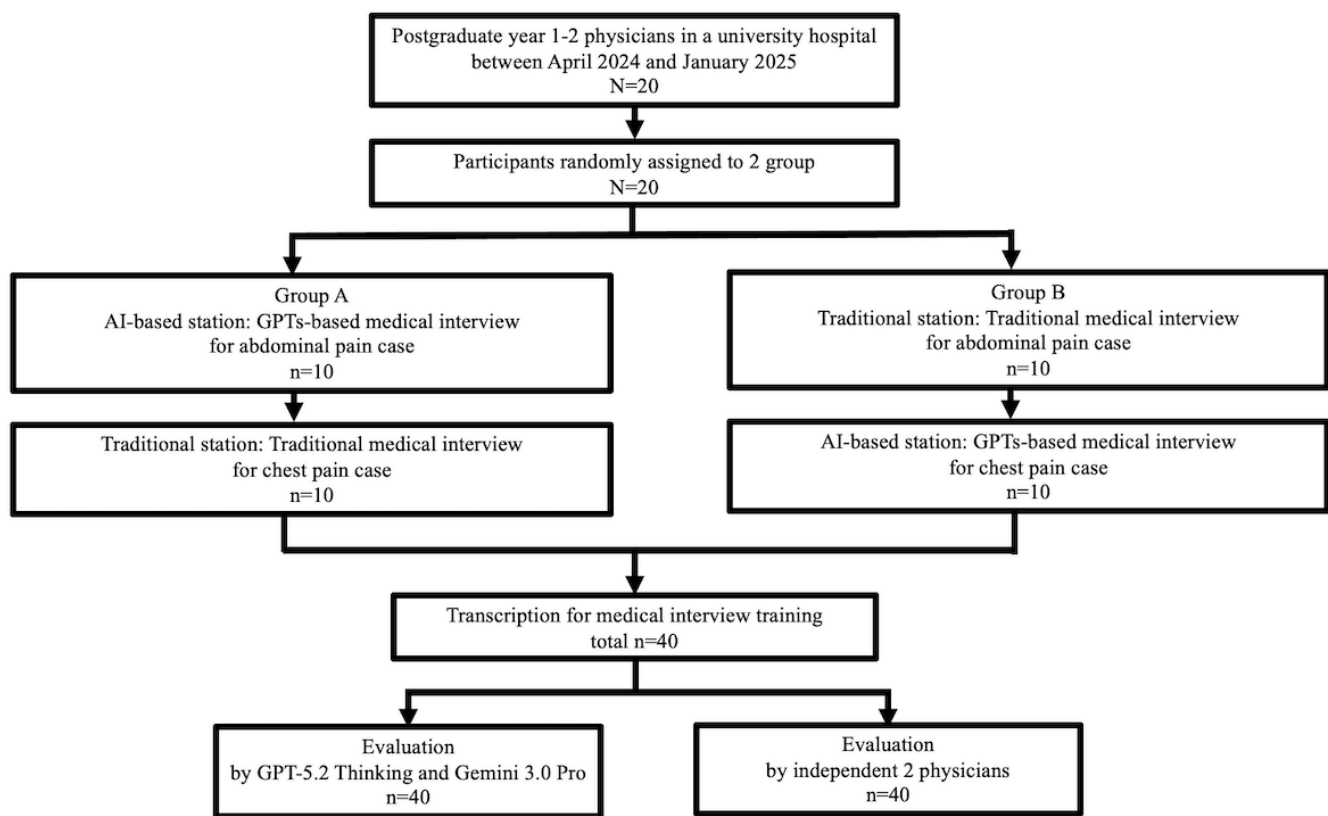 Postgraduate year 1-2 physicians in a university hospital
between April 2024 and January 2025
N=20
Participants randomly assigned to 2 group
N=20
Group A
AI-based station: GPTs-based medical interview
for abdominal pain case
n=10
Group B
Traditional station: Traditional medical interview
for abdominal pain case
n=10
Traditional station: Traditional medical interview
for chest pain case
n=10
AI-based station: GPTs-based medical interview
for chest pain case
n=10
Transcription for medical interview training
total n=40
Evaluation
by GPT-5.2 Thinking and Gemini 3.0 Pro
n=40
Evaluation
by independent 2 physicians
n=40